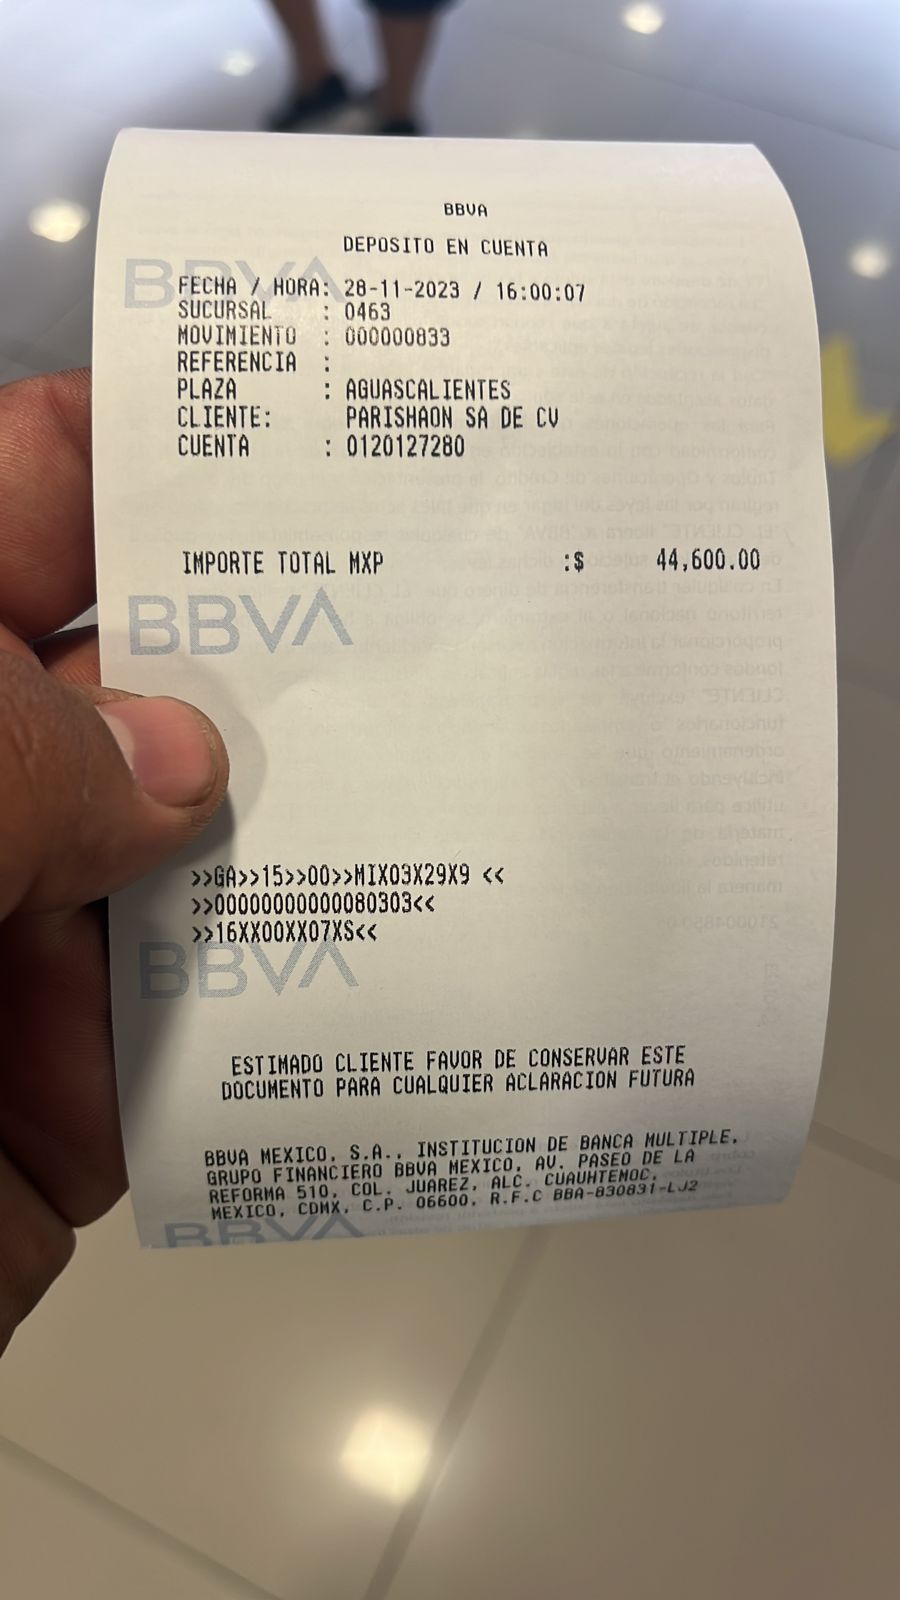 BBVA
DEPOSITO EN CUENTA
FECHA / HORA: 28-11-2023 / 16:00:07
SUCURSAL : 0463
MOVIMIENTO : 000000833
REFERENCIA :
PLAZA : AGUASCALIENTES
CLIENTE: PARISHAON SA DE CV
CUENTA : 0120127280
IMPORTE TOTAL MXP :$ 44,600.00
BBVA
>>GA>>15>>00>>MIX03X29X9 <<
>>00000000000080303<<
>>16XX00XX07XS<<
BBVA
ESTIMADO CLIENTE FAVOR DE CONSERVAR ESTE
DOCUMENTO PARA CUALQUIER ACLARACION FUTURA
BBVA MEXICO, S.A., INSTITUCION DE BANCA MULTIPLE,
GRUPO FINANCIERO BBVA MEXICO, AV. PASEO DE LA
REFORMA 510, COL. JUAREZ, ALC. CUAUHTEMOC,
MEXICO, CDMX, C.P. 06600, R.F.C BBA-830831-LJ2
BBVA